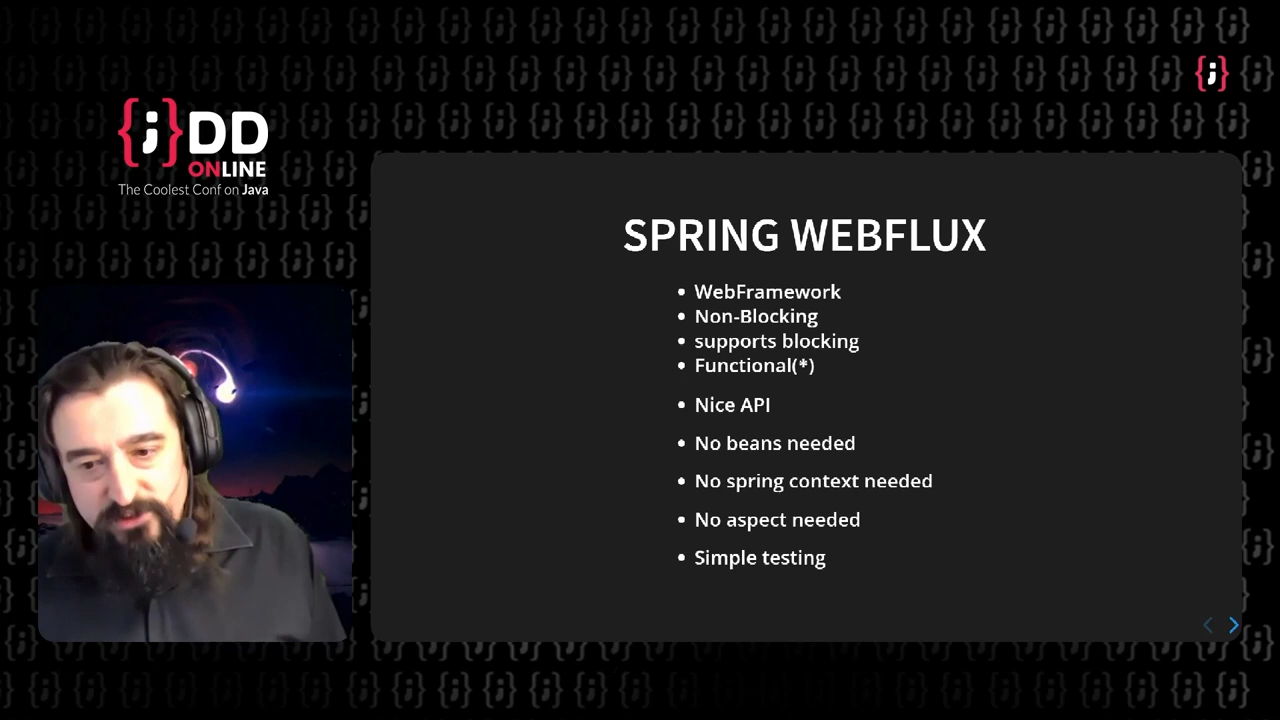 {;}DD
ONLINE
The Coolest Conf on Java
{;}
SPRING WEBFLUX
• WebFramework
• Non-Blocking
• supports blocking
• Functional(*)
• Nice API
• No beans needed
• No spring context needed
• No aspect needed
• Simple testing